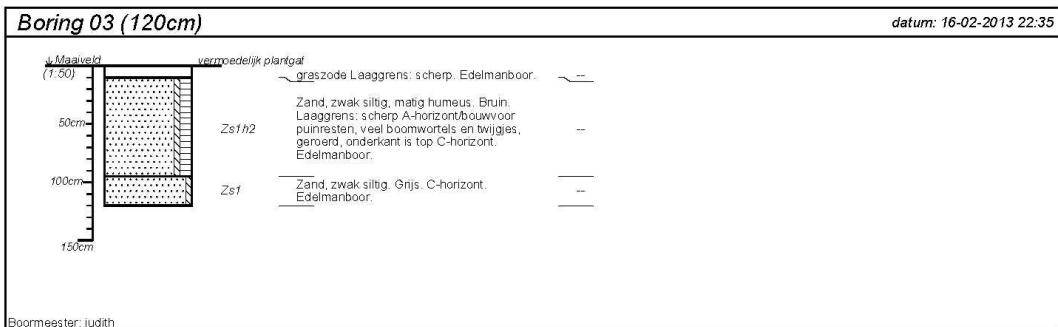 Boring 03 (120cm)
datum: 16-02-2013 22:35
↓ Maaiveld
vermoedelijk plantgat
(1:50)
graszode Laaggrens: scherp. Edelmanboor.
--
50cm
Zs1h2
Zand, zwak siltig, matig humeus. Bruin.
Laaggrens: scherp A-horizont/bouwvoor
puinresten, veel boomwortels en twijgjes,
geroerd, onderkant is top C-horizont.
Edelmanboor.
--
100cm
Zs1
Zand, zwak siltig. Grijs. C-horizont.
Edelmanboor.
--
150cm
Boormeester: judith